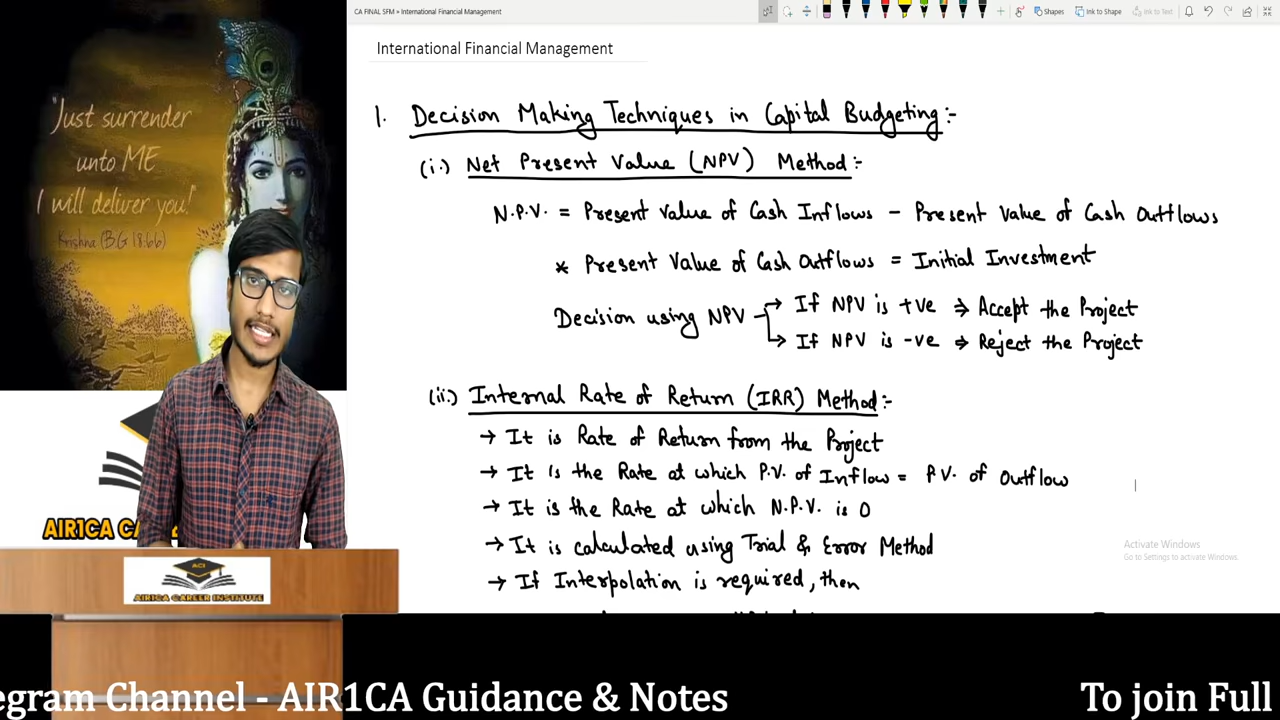 CA FINAL SFM » International Financial Management
Shapes
Ink to Shape
Ink to Text
International Financial Management
"Just surrender
unto ME
I will deliver you!"
Krishna (BG 18:66)
1. Decision Making Techniques in Capital Budgeting:-
(i.) Net Present Value (NPV) Method:-
N.P.V. = Present Value of Cash Inflows - Present Value of Cash Outflows
* Present Value of Cash Outflows = Initial Investment
Decision using NPV → If NPV is +ve ⇒ Accept the Project
→ If NPV is -ve ⇒ Reject the Project
(ii.) Internal Rate of Return (IRR) Method:-
→ It is Rate of Return from the Project
→ It is the Rate at which P.V. of Inflow = P.V. of Outflow
→ It is the Rate at which N.P.V. is 0
→ It is calculated using Trial & Error Method
→ If Interpolation is required, then
Activate Windows
Go to Settings to activate Windows.
AIR1CA CA
ACI
AIR1CA CAREER INSTITUTE
egram Channel - AIR1CA Guidance & Notes
To join Full